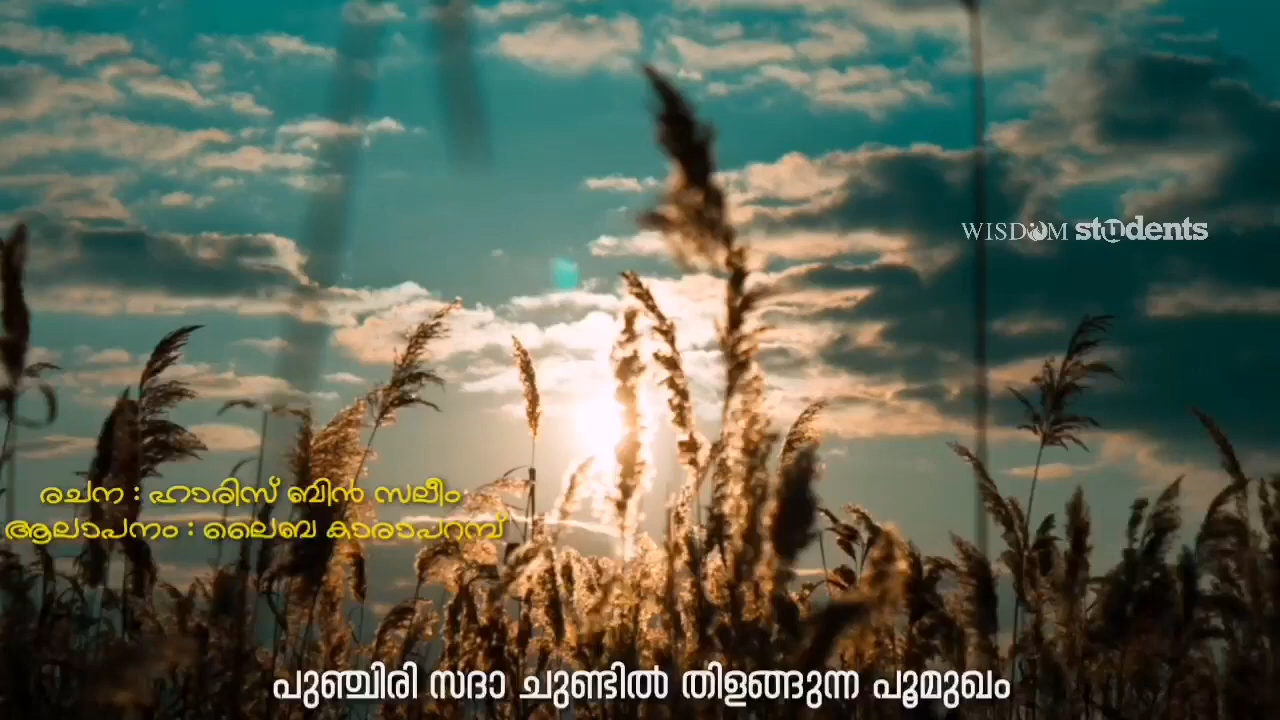 WISDOM students
രചന : ഹാരിസ് ബിൻ സലീം
ആലാപനം : ലൈബ കാരാപറമ്പ്
പുഞ്ചിരി സദാ ചുണ്ടിൽ തിളങ്ങുന്ന പൂമുഖം